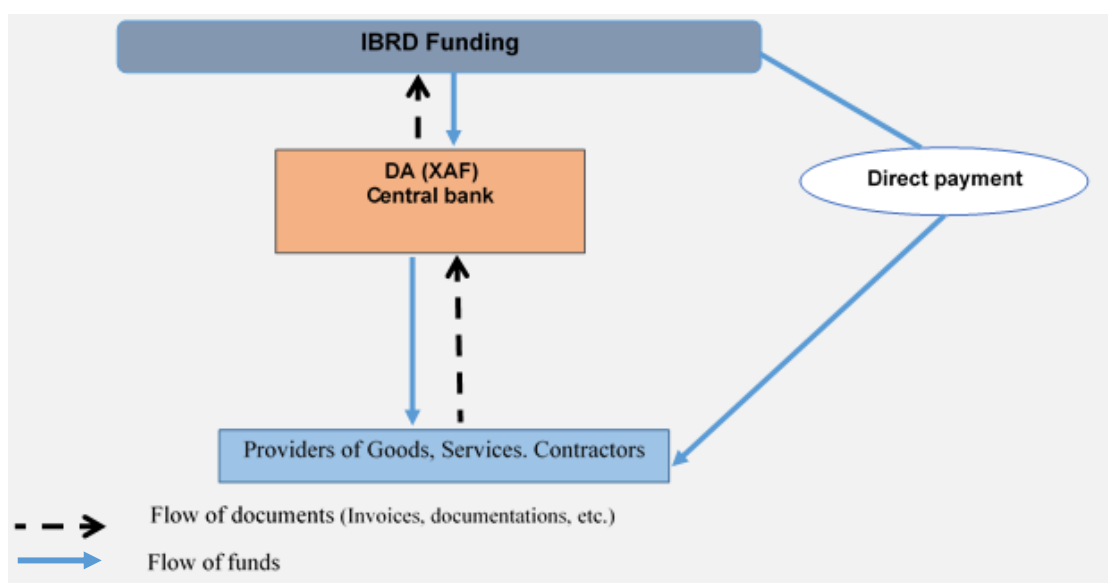 IBRD Funding
DA (XAF)
Central bank
Direct payment
Providers of Goods, Services. Contractors
Flow of documents (Invoices, documentations, etc.)
Flow of funds